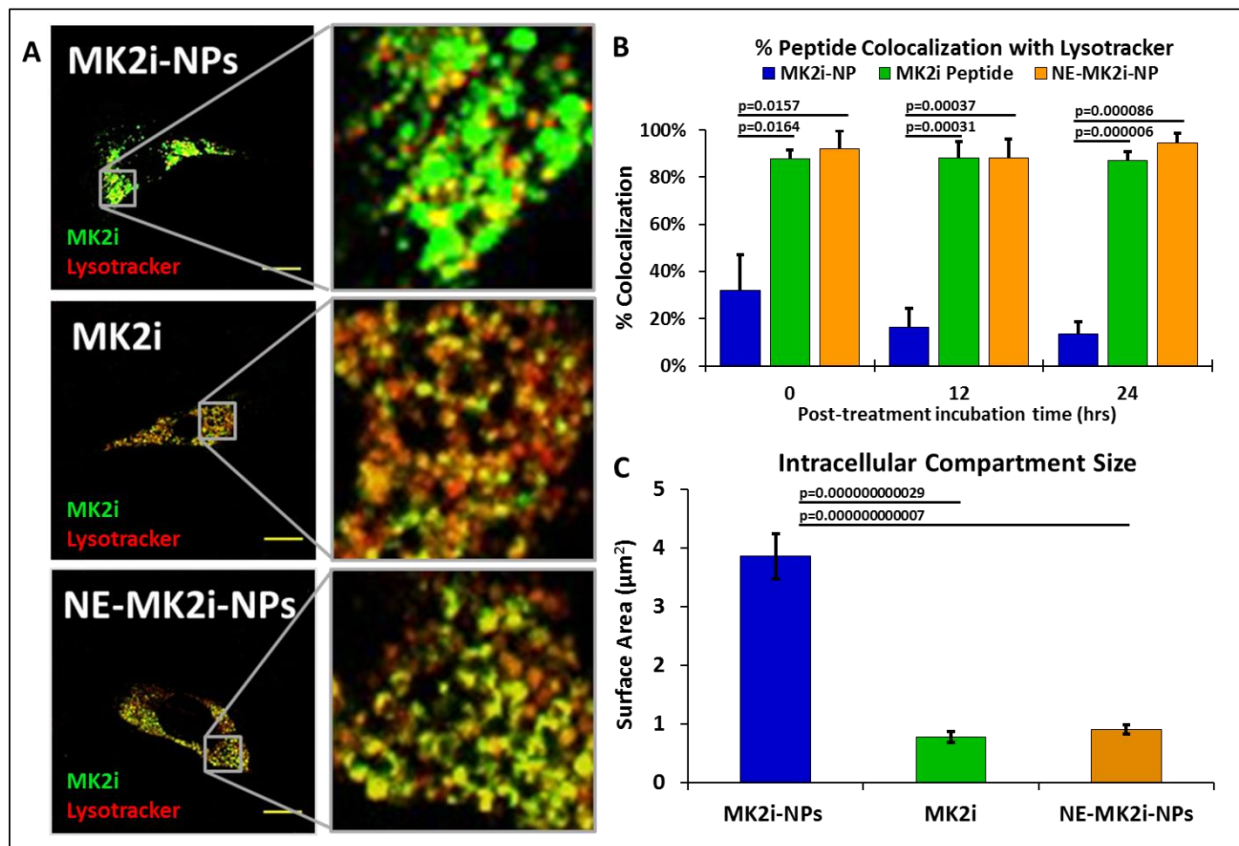 A
MK2i-NPs
MK2i
Lysotracker
MK2i
MK2i
Lysotracker
NE-MK2i-NPs
MK2i
Lysotracker
B
% Peptide Colocalization with Lysotracker
MK2i-NP MK2i Peptide NE-MK2i-NP
p=0.0157
p=0.0164
p=0.00037
p=0.00031
p=0.000086
p=0.000006
100%
80%
60%
40%
20%
0%
% Colocalization
0 12 24
Post-treatment incubation time (hrs)
C
Intracellular Compartment Size
p=0.000000000029
p=0.000000000007
5
4
3
2
1
0
Surface Area (µm²)
MK2i-NPs MK2i NE-MK2i-NPs